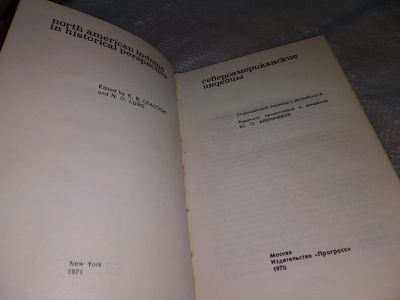 north american indians
in historical perspective
Edited by E. B. LEACOCK
and N. O. LURIE
New York
1971
североамериканские
индейцы
Сокращенный перевод с английского
Редакция, предисловие и введение
Ю. П. АВЕРКИЕВОЙ
Москва
Издательство «Прогресс»
1978